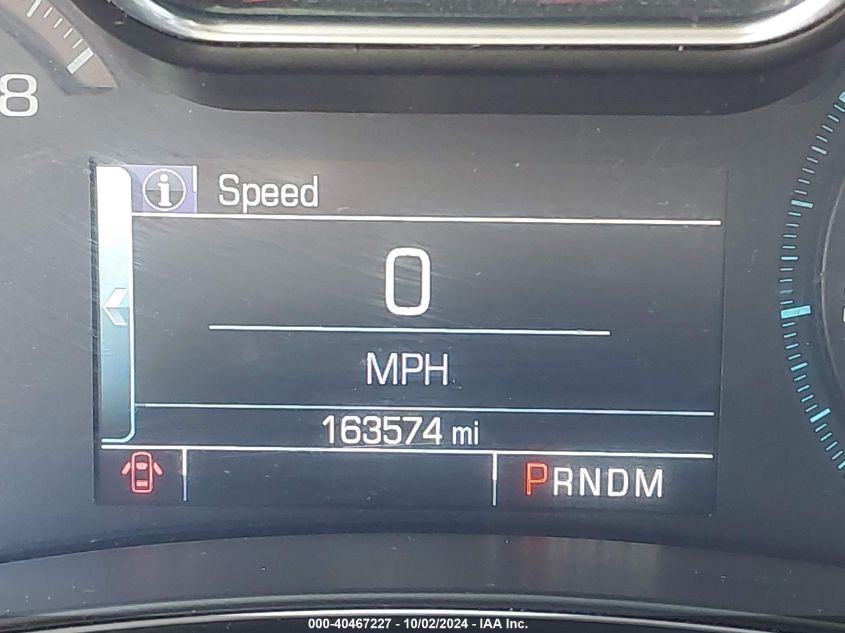 8
i Speed
0
MPH
163574 mi
PRNDM
000-40467227 - 10/02/2024 - IAA Inc.